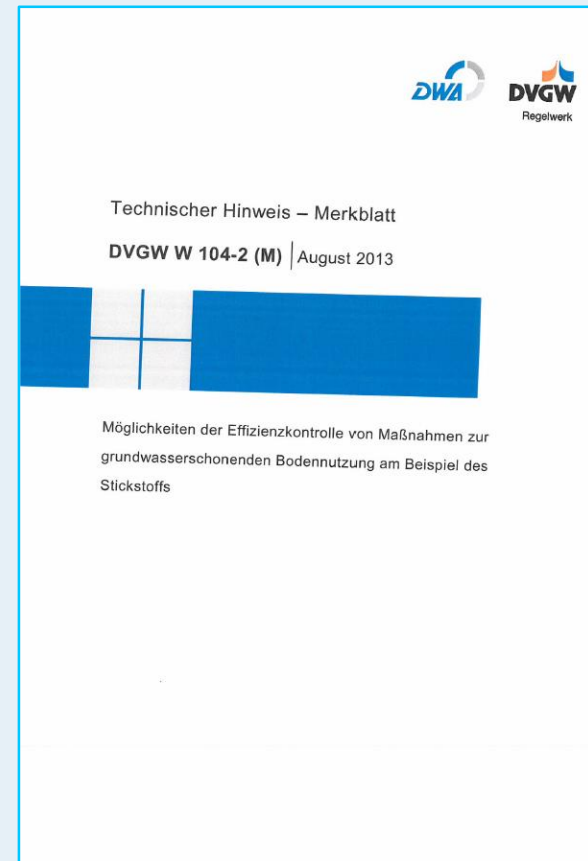 DWA
DVGW
Regelwerk
Technischer Hinweis – Merkblatt
DVGW W 104-2 (M) | August 2013
Möglichkeiten der Effizienzkontrolle von Maßnahmen zur
grundwasserschonenden Bodennutzung am Beispiel des
Stickstoffs